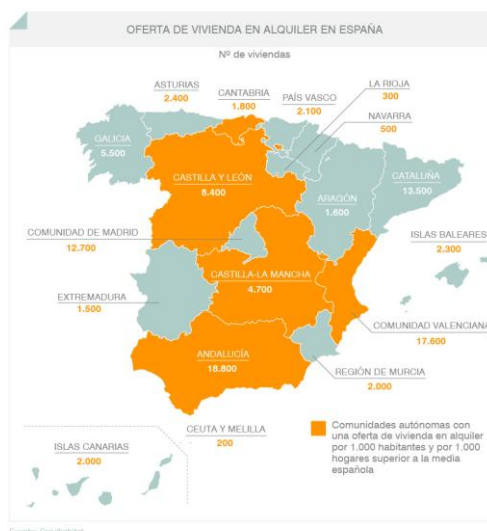 OFERTA DE VIVIENDA EN ALQUILER EN ESPAÑA
Nº de viviendas
ASTURIAS
2.400
CANTABRIA
1.800
PAÍS VASCO
2.100
LA RIOJA
300
NAVARRA
500
GALICIA
5.500
CASTILLA Y LEÓN
8.400
CATALUÑA
13.500
ARAGÓN
1.600
COMUNIDAD DE MADRID
12.700
ISLAS BALEARES
2.300
CASTILLA-LA MANCHA
4.700
EXTREMADURA
1.500
COMUNIDAD VALENCIANA
17.600
ANDALUCÍA
18.800
REGIÓN DE MURCIA
2.000
CEUTA Y MELILLA
200
ISLAS CANARIAS
2.000
Comunidades autónomas con
una oferta de vivienda en alquiler
por 1.000 habitantes y por 1.000
hogares superior a la media
española